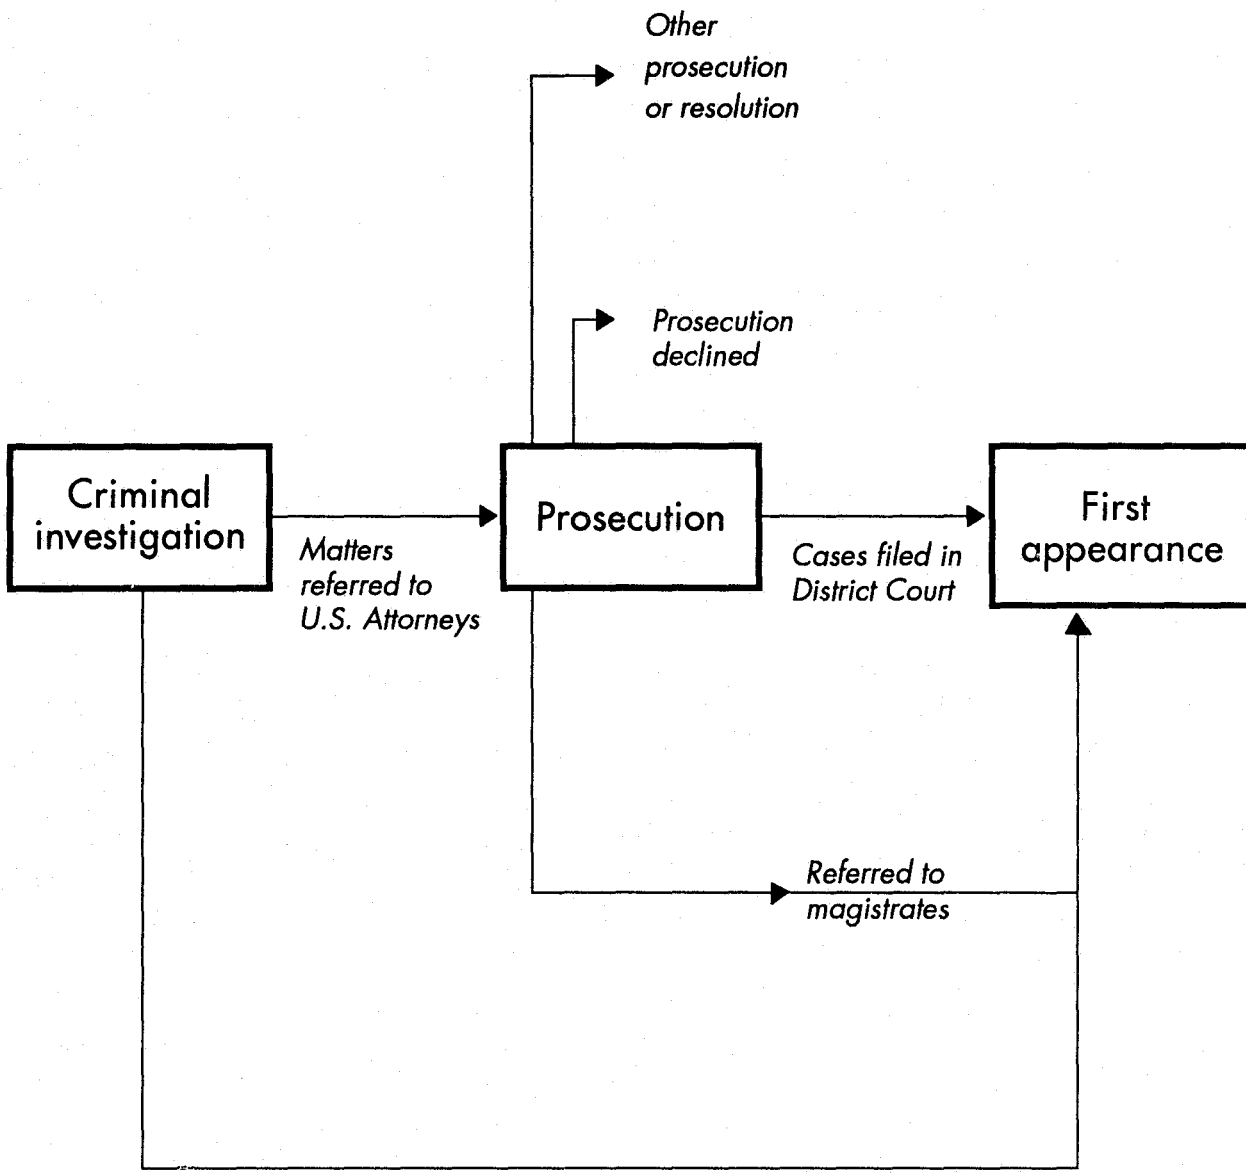 Other
prosecution
or resolution
Prosecution
declined
Criminal
investigation
Matters
referred to
U.S. Attorneys
Prosecution
Cases filed in
District Court
First
appearance
Referred to
magistrates